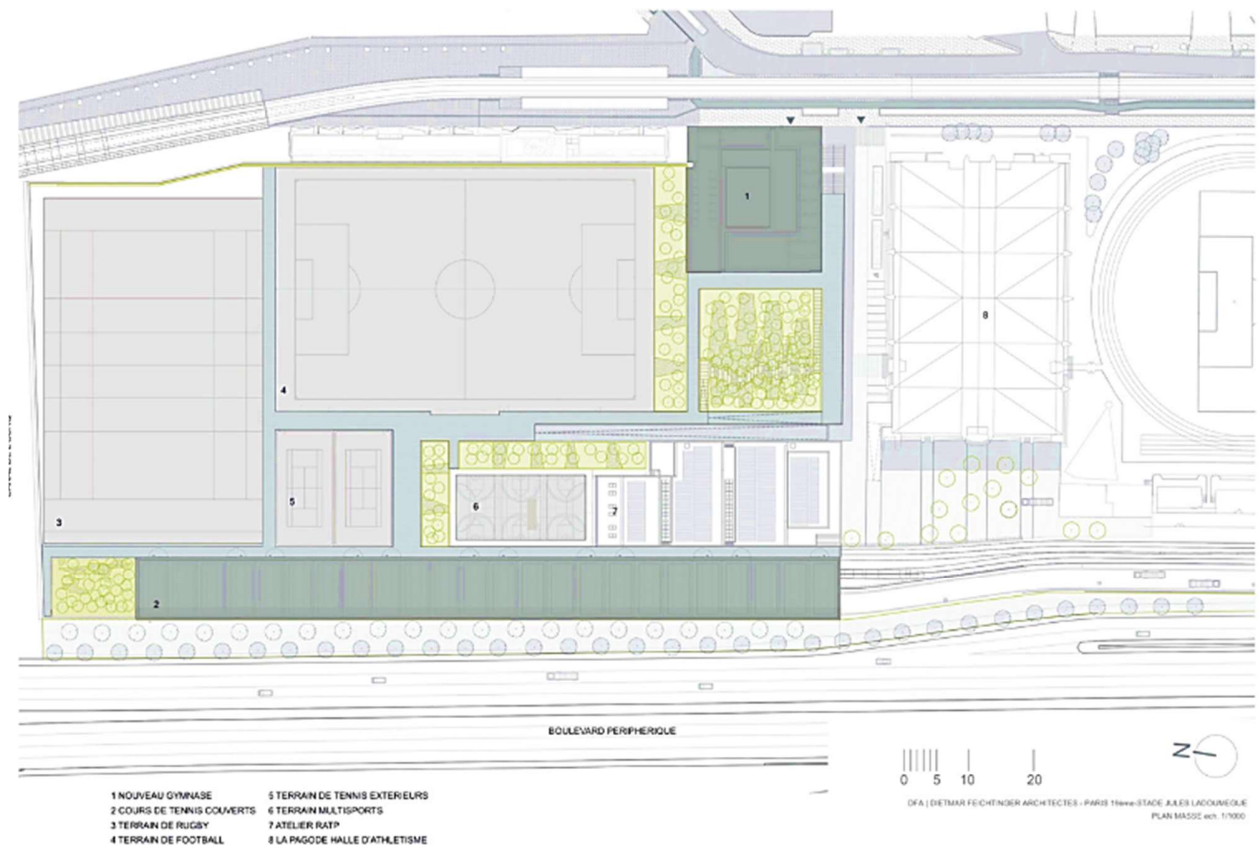 1
4
8
5
6
7
3
2
BOULEVARD PERIPHERIQUE
N
0 5 10 20
1 NOUVEAU GYMNASE
2 COURS DE TENNIS COUVERTS
3 TERRAIN DE RUGBY
4 TERRAIN DE FOOTBALL
5 TERRAIN DE TENNIS EXTERIEURS
6 TERRAIN MULTISPORTS
7 ATELIER RATP
8 LA PAGODE HALLE D'ATHLETISME
DFA | DIETMAR FEICHTINGER ARCHITECTES - PARIS 19ème-STADE JULES LADOUMEGUE
PLAN MASSE ech. 1/1000